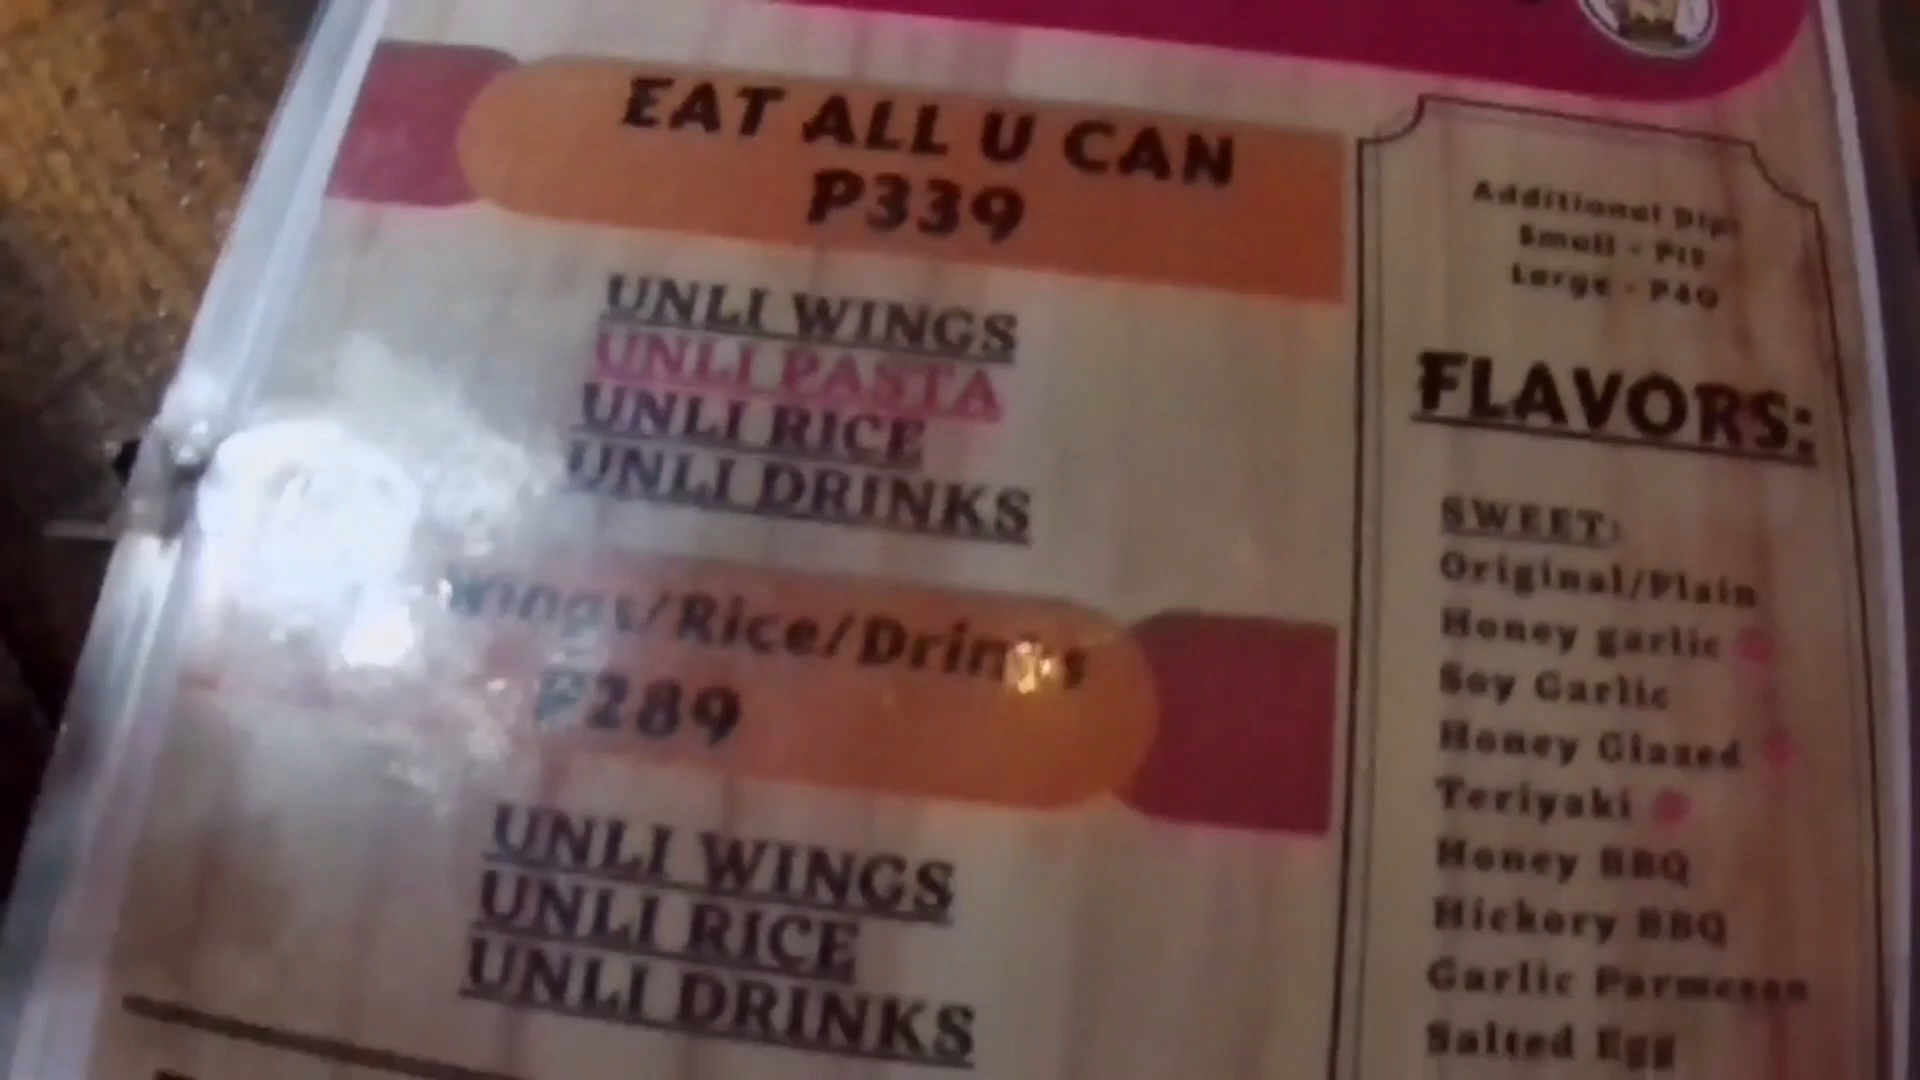 EAT ALL U CAN
P339
UNLI WINGS
UNLI PASTA
UNLI RICE
UNLI DRINKS
Wings/Rice/Drinks
P289
UNLI WINGS
UNLI RICE
UNLI DRINKS
Additional Dip:
Small -
Large - P40
FLAVORS:
SWEET:
Original/Plain
Honey garlic
Soy Garlic
Honey Glazed
Teriyaki
Honey BBQ
Hickory BBQ
Garlic Parmesan
Salted Egg